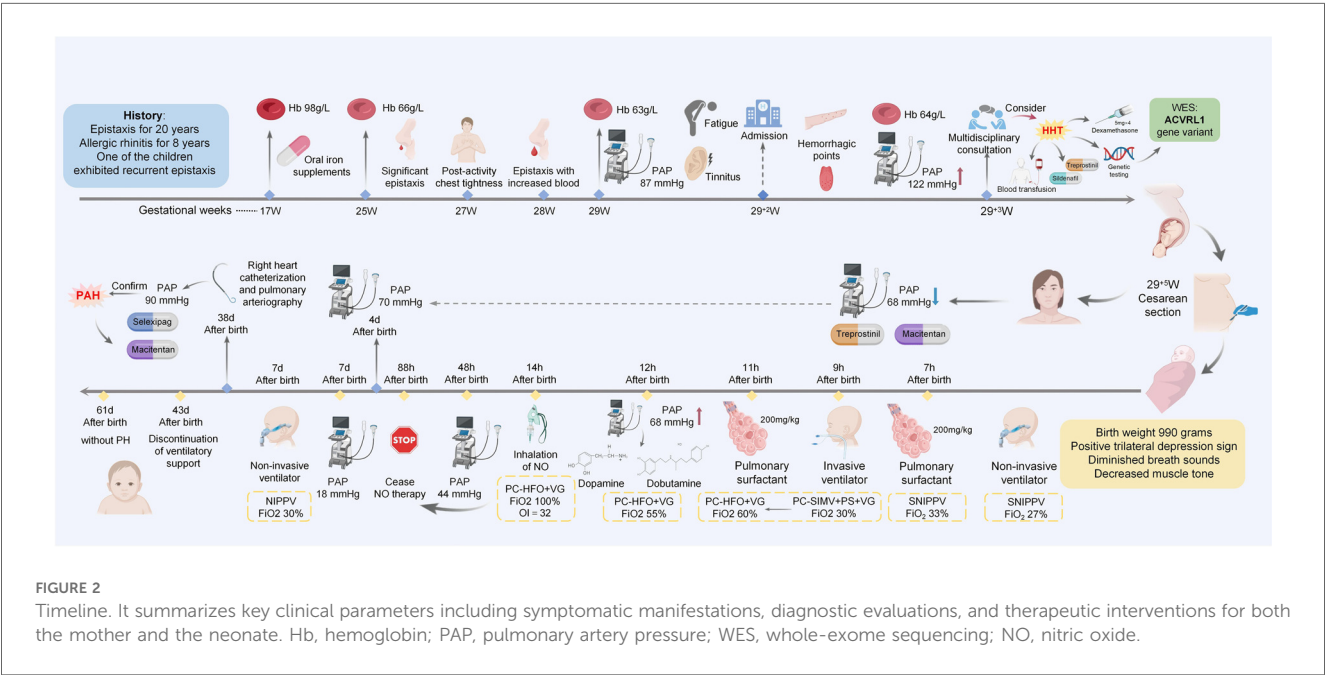 History:
Epistaxis for 20 years
Allergic rhinitis for 8 years
One of the children
exhibited recurrent epistaxis
Hb 98g/L
Oral iron
supplements
Hb 66g/L
Significant
epistaxis
Post-activity
chest tightness
Epistaxis with
increased blood
Hb 63g/L
PAP
87 mmHg
Fatigue
Tinnitus
Admission
Hemorrhagic
points
Hb 64g/L
PAP
122 mmHg
Multidisciplinary
consultation
Consider
HHT
5mg×4
Dexamethasone
Treprostinil
Sildenafil
Blood transfusion
Genetic
testing
WES:
ACVRL1
gene variant
Gestational weeks
17W
25W
27W
28W
29W
29+2W
29+3W
PAH
Confirm
PAP
90 mmHg
Selexipag
Macitentan
Right heart
catheterization
and pulmonary
arteriography
38d
After birth
PAP
70 mmHg
4d
After birth
PAP
68 mmHg
Treprostinil
Macitentan
29+5W
Cesarean
section
7d
After birth
7d
After birth
88h
After birth
48h
After birth
14h
After birth
12h
After birth
11h
After birth
9h
After birth
7h
After birth
61d
After birth
without PH
43d
After birth
Discontinuation
of ventilatory
support
Non-invasive
ventilator
NIPPV
FiO2 30%
PAP
18 mmHg
STOP
Cease
NO therapy
PAP
44 mmHg
Inhalation
of NO
PC-HFO+VG
FiO2 100%
OI = 32
PAP
68 mmHg
Dopamine
Dobutamine
PC-HFO+VG
FiO2 55%
200mg/kg
Pulmonary
surfactant
PC-HFO+VG
FiO2 60%
Invasive
ventilator
PC-SIMV+PS+VG
FiO2 30%
200mg/kg
Pulmonary
surfactant
SNIPPV
FiO2 33%
Non-invasive
ventilator
SNIPPV
FiO2 27%
Birth weight 990 grams
Positive trilateral depression sign
Diminished breath sounds
Decreased muscle tone
FIGURE 2
Timeline. It summarizes key clinical parameters including symptomatic manifestations, diagnostic evaluations, and therapeutic interventions for both
the mother and the neonate. Hb, hemoglobin; PAP, pulmonary artery pressure; WES, whole-exome sequencing; NO, nitric oxide.